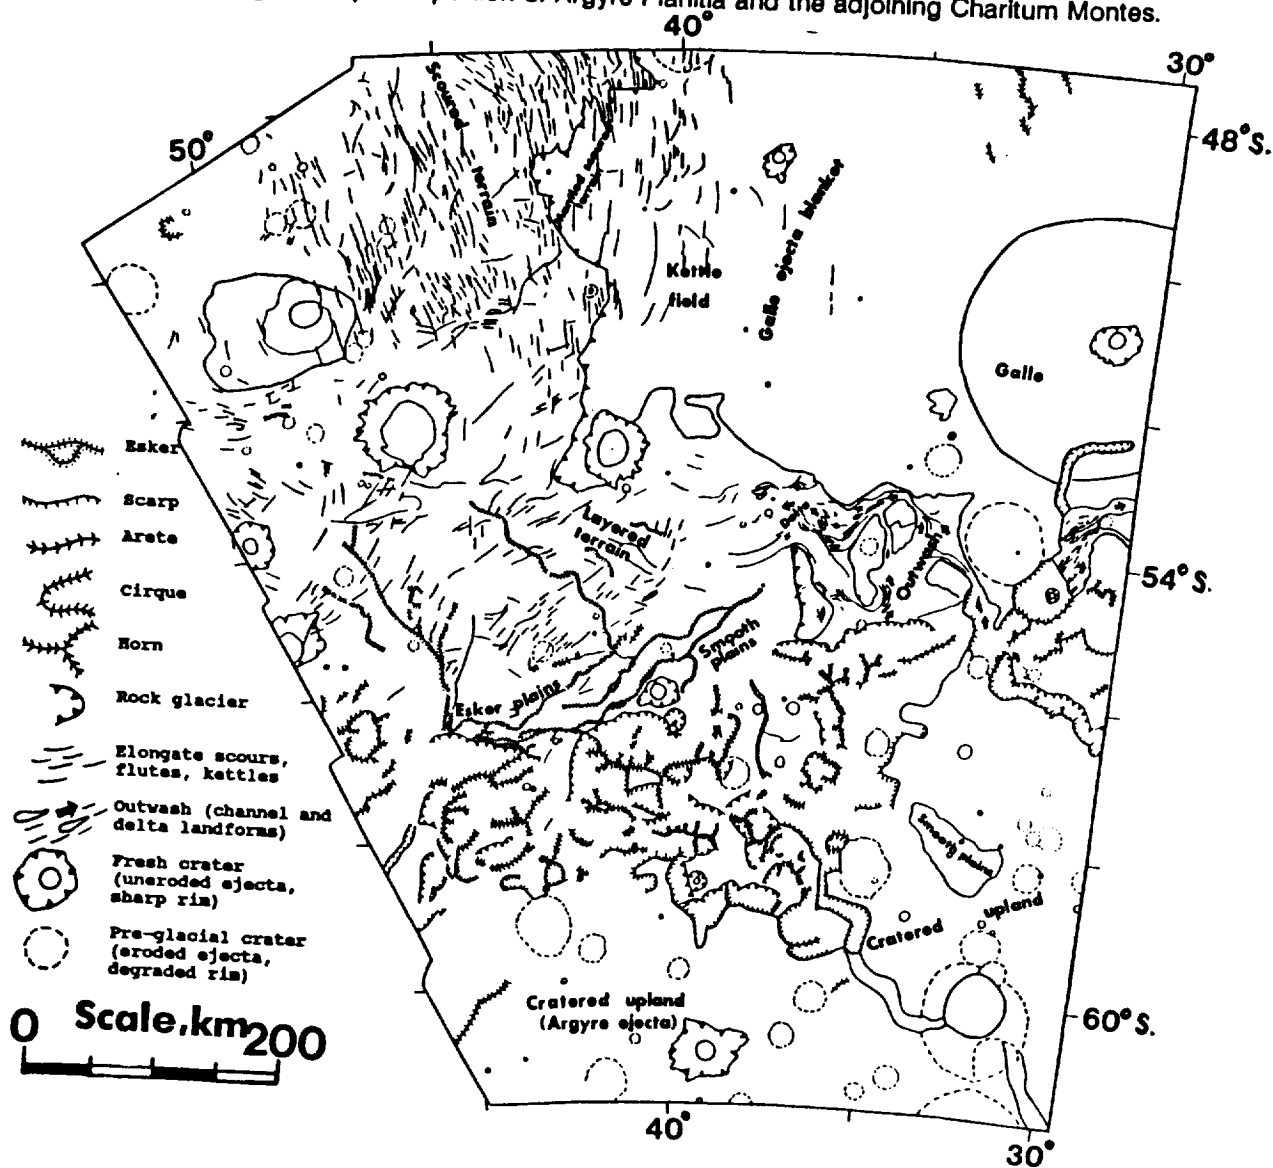 Argyre Planitia and the adjoining Charitum Montes.
40°
30°
50°
48°S.
Scoured
terrain
Galle ejecta blanket
Kettle
field
Galle
Esker
Scarp
Arete
Cirque
Horn
Rock glacier
Elongate scours,
flutes, kettles
Outwash (channel and
delta landforms)
Fresh crater
(uneroded ejecta,
sharp rim)
Pre-glacial crater
(eroded ejecta,
degraded rim)
Layered
terrain
Delta
Outwash
54°S.
Smooth
plains
Esker plains
Smooth plains
Cratered upland
Cratered upland
(Argyre ejecta)
60°S.
Scale,km
0 200
40°
30°